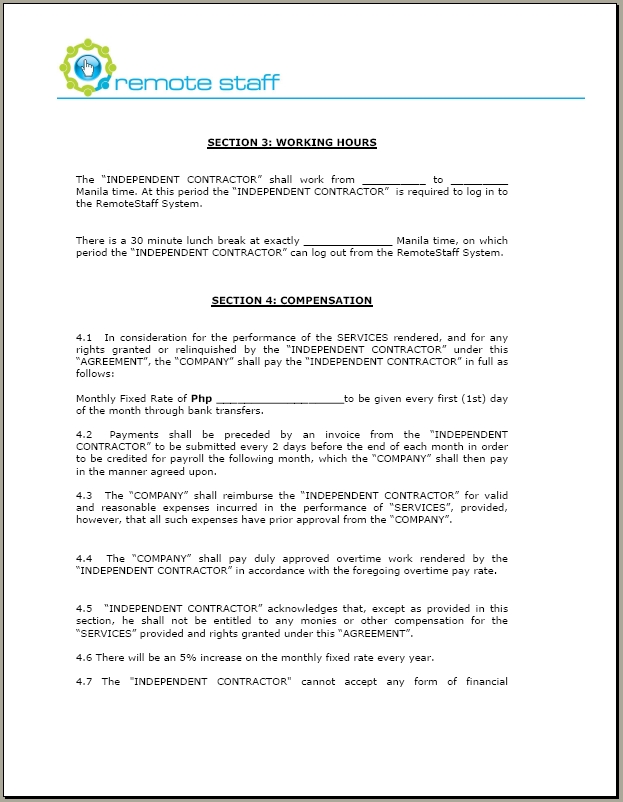 remote staff
SECTION 3: WORKING HOURS
The “INDEPENDENT CONTRACTOR” shall work from __________ to _________
Manila time. At this period the “INDEPENDENT CONTRACTOR”  is required to log in to
the RemoteStaff System.
There is a 30 minute lunch break at exactly ______________ Manila time, on which
period the “INDEPENDENT CONTRACTOR” can log out from the RemoteStaff System.
SECTION 4: COMPENSATION
4.1  In consideration for the performance of the SERVICES rendered, and for any
rights granted or relinquished by the “INDEPENDENT CONTRACTOR” under this
“AGREEMENT”, the “COMPANY” shall pay the “INDEPENDENT CONTRACTOR” in full as
follows:
Monthly Fixed Rate of Php ____________________to be given every first (1st) day
of the month through bank transfers.
4.2  Payments shall be preceded by an invoice from the “INDEPENDENT
CONTRACTOR” to be submitted every 2 days before the end of each month in order
to be credited for payroll the following month, which the “COMPANY” shall then pay
in the manner agreed upon.
4.3  The “COMPANY” shall reimburse the “INDEPENDENT CONTRACTOR” for valid
and reasonable expenses incurred in the performance of “SERVICES”, provided,
however, that all such expenses have prior approval from the “COMPANY”.
4.4  The “COMPANY” shall pay duly approved overtime work rendered by the
“INDEPENDENT CONTRACTOR” in accordance with the foregoing overtime pay rate.
4.5  “INDEPENDENT CONTRACTOR” acknowledges that, except as provided in this
section, he shall not be entitled to any monies or other compensation for the
“SERVICES” provided and rights granted under this “AGREEMENT”.
4.6 There will be an 5% increase on the monthly fixed rate every year.
4.7 The "INDEPENDENT CONTRACTOR" cannot accept any form of financial